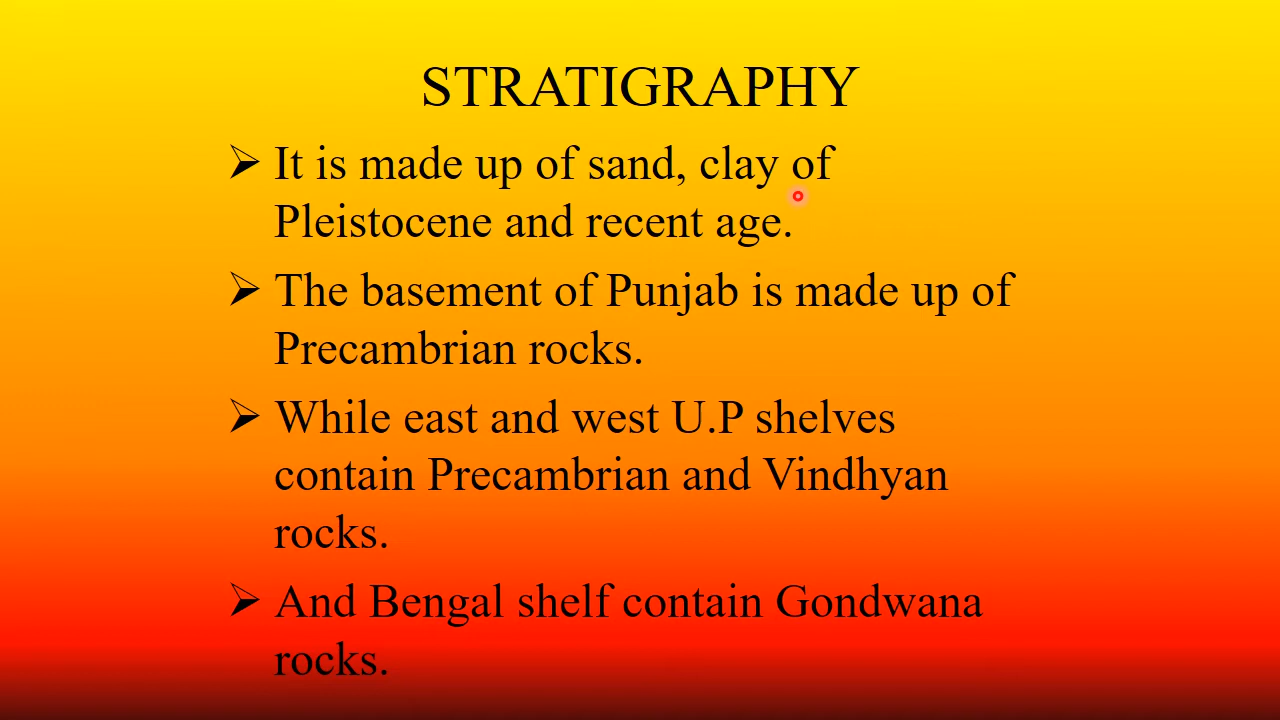 STRATIGRAPHY
➢ It is made up of sand, clay of
Pleistocene and recent age.
➢ The basement of Punjab is made up of
Precambrian rocks.
➢ While east and west U.P shelves
contain Precambrian and Vindhyan
rocks.
➢ And Bengal shelf contain Gondwana
rocks.